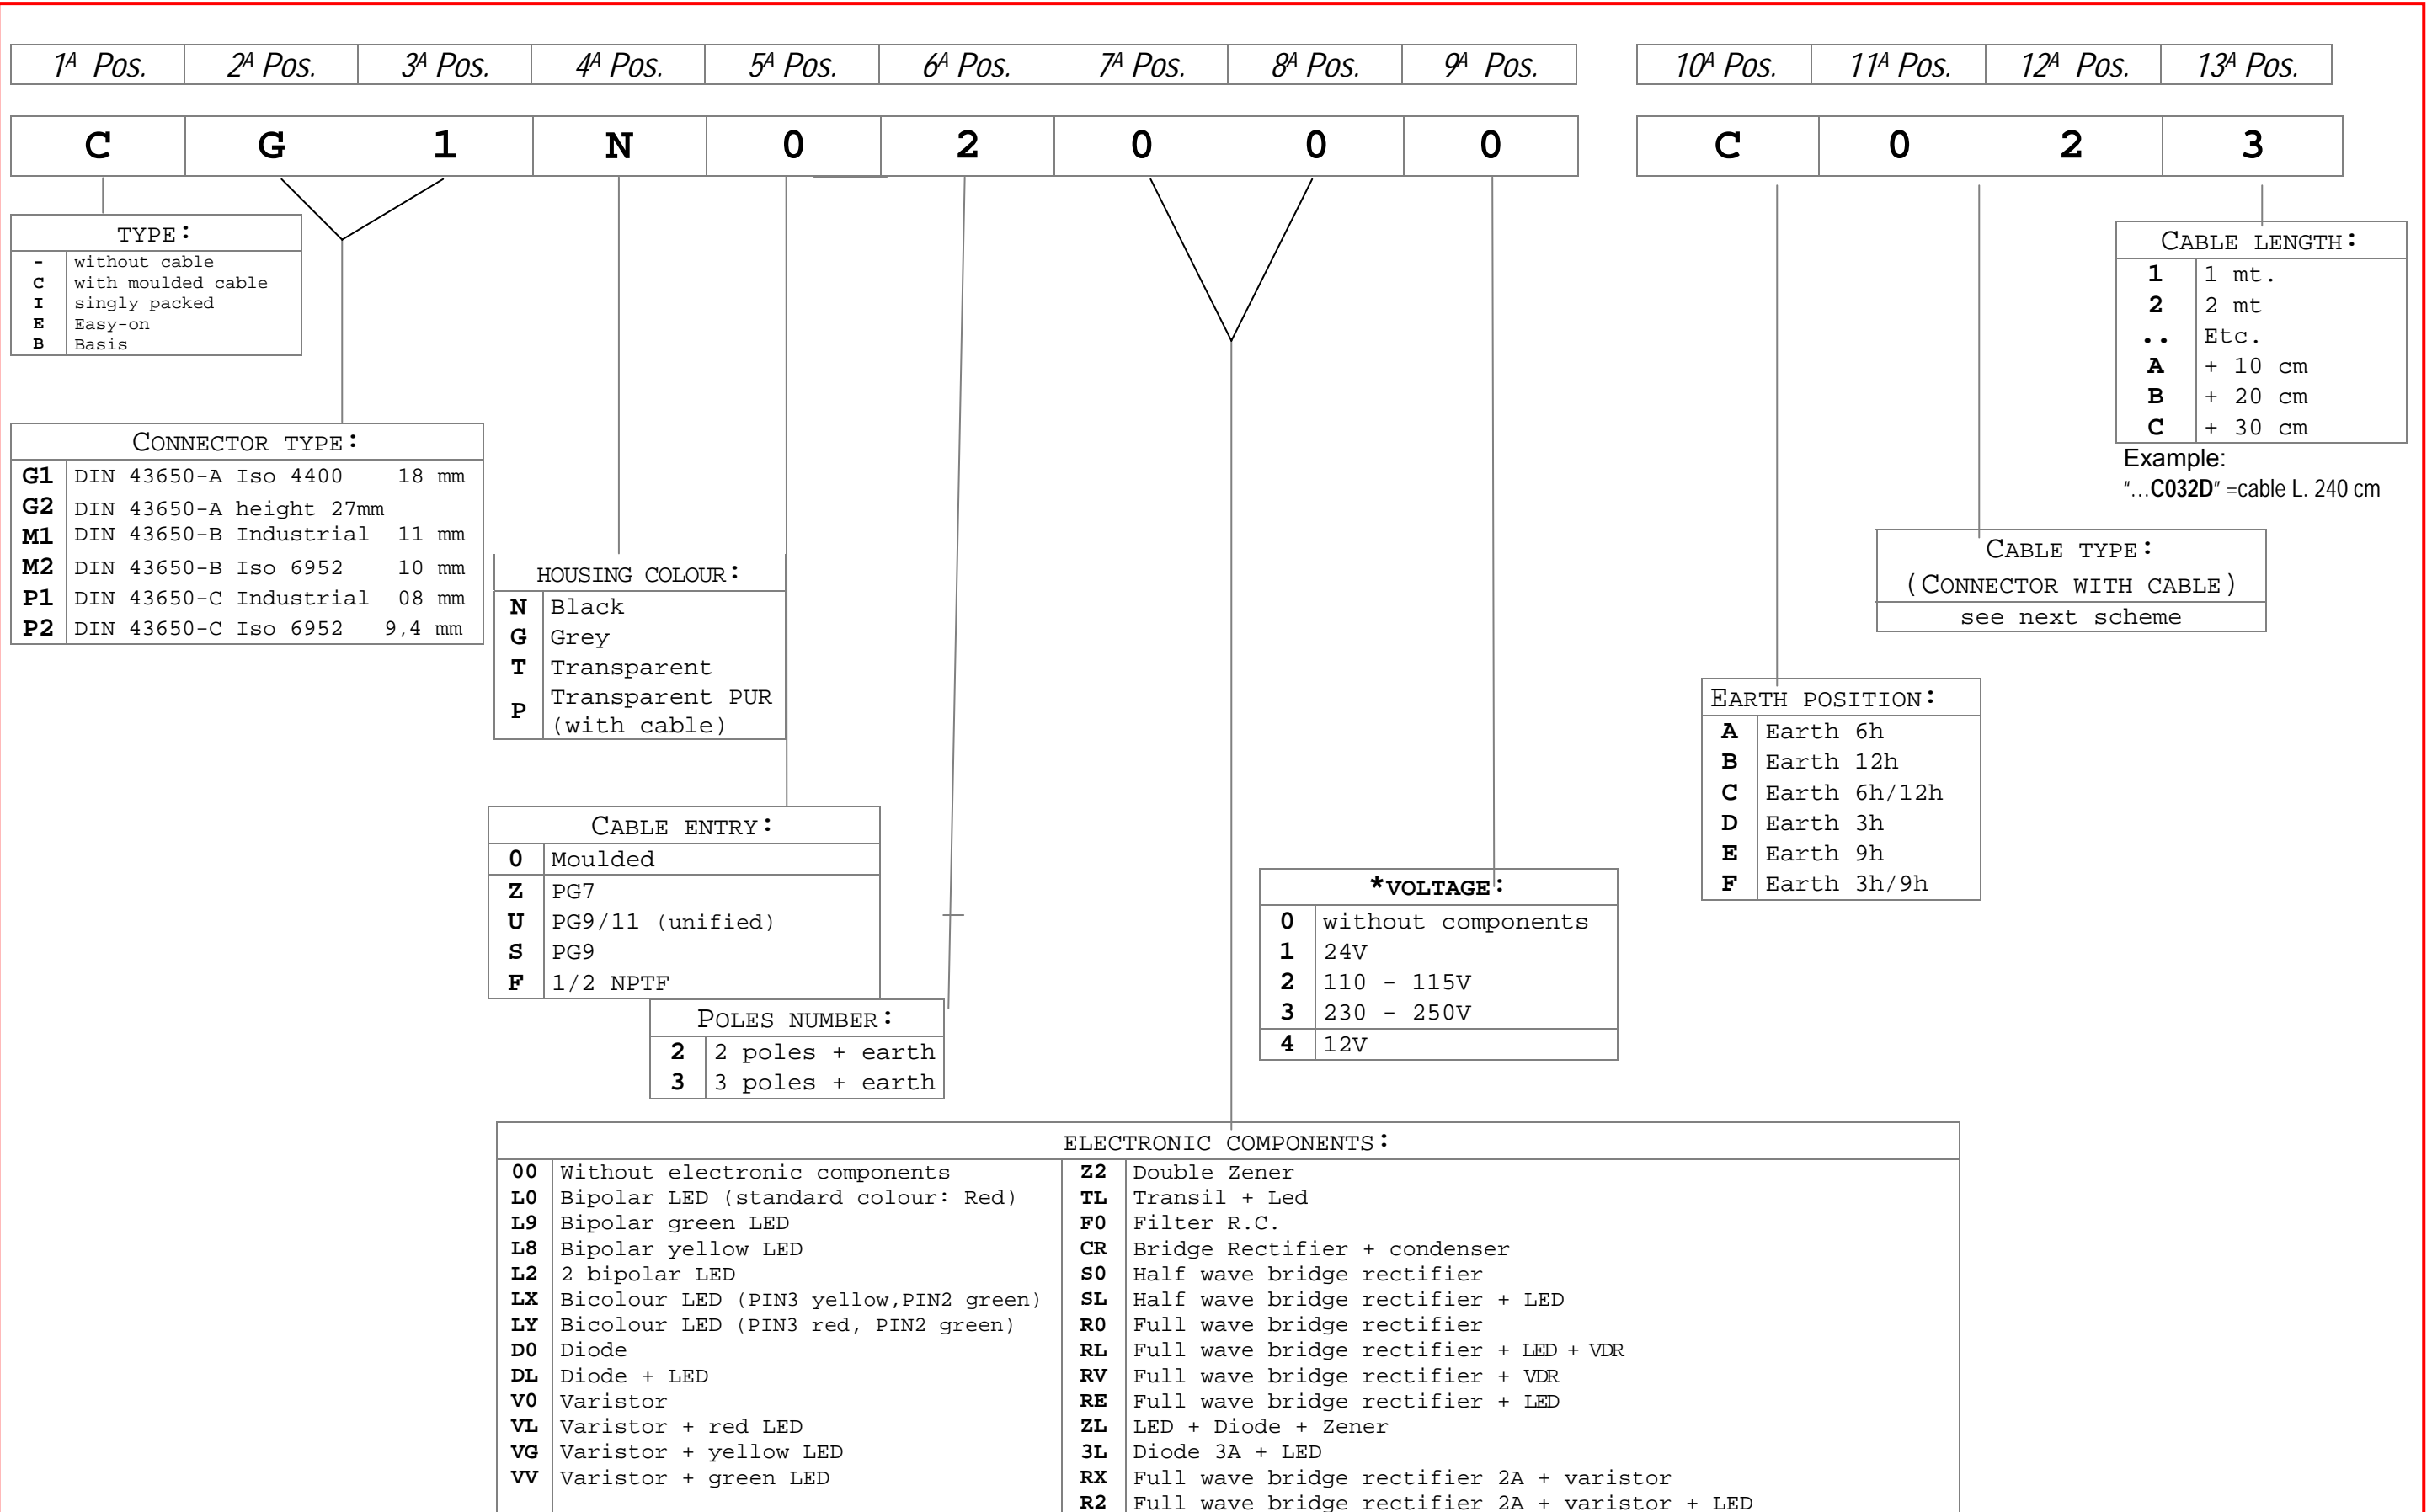 1A Pos. 2A Pos. 3A Pos. 4A Pos. 5A Pos. 6A Pos. 7A Pos. 8A Pos. 9A Pos. 10A Pos. 11A Pos. 12A Pos. 13A Pos.
C G 1 N 0 2 0 0 0 C 0 2 3
TYPE:
- without cable
C with moulded cable
I singly packed
E Easy-on
B Basis
CABLE LENGTH:
1 1 mt.
2 2 mt
.. Etc.
A + 10 cm
B + 20 cm
C + 30 cm
Example:
"...C032D" =cable L. 240 cm
CONNECTOR TYPE:
G1 DIN 43650-A Iso 4400 18 mm
G2 DIN 43650-A height 27mm
M1 DIN 43650-B Industrial 11 mm
M2 DIN 43650-B Iso 6952 10 mm
P1 DIN 43650-C Industrial 08 mm
P2 DIN 43650-C Iso 6952 9,4 mm
HOUSING COLOUR:
N Black
G Grey
T Transparent
P Transparent PUR
(with cable)
CABLE TYPE:
(CONNECTOR WITH CABLE)
see next scheme
EARTH POSITION:
A Earth 6h
B Earth 12h
C Earth 6h/12h
D Earth 3h
E Earth 9h
F Earth 3h/9h
CABLE ENTRY:
0 Moulded
Z PG7
U PG9/11 (unified)
S PG9
F 1/2 NPTF
*VOLTAGE:
0 without components
1 24V
2 110 - 115V
3 230 - 250V
4 12V
POLES NUMBER:
2 2 poles + earth
3 3 poles + earth
ELECTRONIC COMPONENTS:
00 Without electronic components
L0 Bipolar LED (standard colour: Red)
L9 Bipolar green LED
L8 Bipolar yellow LED
L2 2 bipolar LED
LX Bicolour LED (PIN3 yellow,PIN2 green)
LY Bicolour LED (PIN3 red, PIN2 green)
D0 Diode
DL Diode + LED
V0 Varistor
VL Varistor + red LED
VG Varistor + yellow LED
VV Varistor + green LED
Z2 Double Zener
TL Transil + Led
F0 Filter R.C.
CR Bridge Rectifier + condenser
S0 Half wave bridge rectifier
SL Half wave bridge rectifier + LED
R0 Full wave bridge rectifier
RL Full wave bridge rectifier + LED + VDR
RV Full wave bridge rectifier + VDR
RE Full wave bridge rectifier + LED
ZL LED + Diode + Zener
3L Diode 3A + LED
RX Full wave bridge rectifier 2A + varistor
R2 Full wave bridge rectifier 2A + varistor + LED